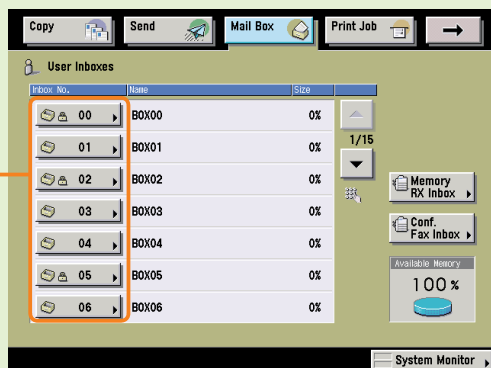 Copy Send Mail Box Print Job
User Inboxes
Inbox No. Name Size
00 BOX00 0%
01 BOX01 0%
1/15
02 BOX02 0%
Memory
RX Inbox
03 BOX03 0%
Conf.
Fax Inbox
04 BOX04 0%
05 BOX05 0%
Available Memory
100%
06 BOX06 0%
System Monitor